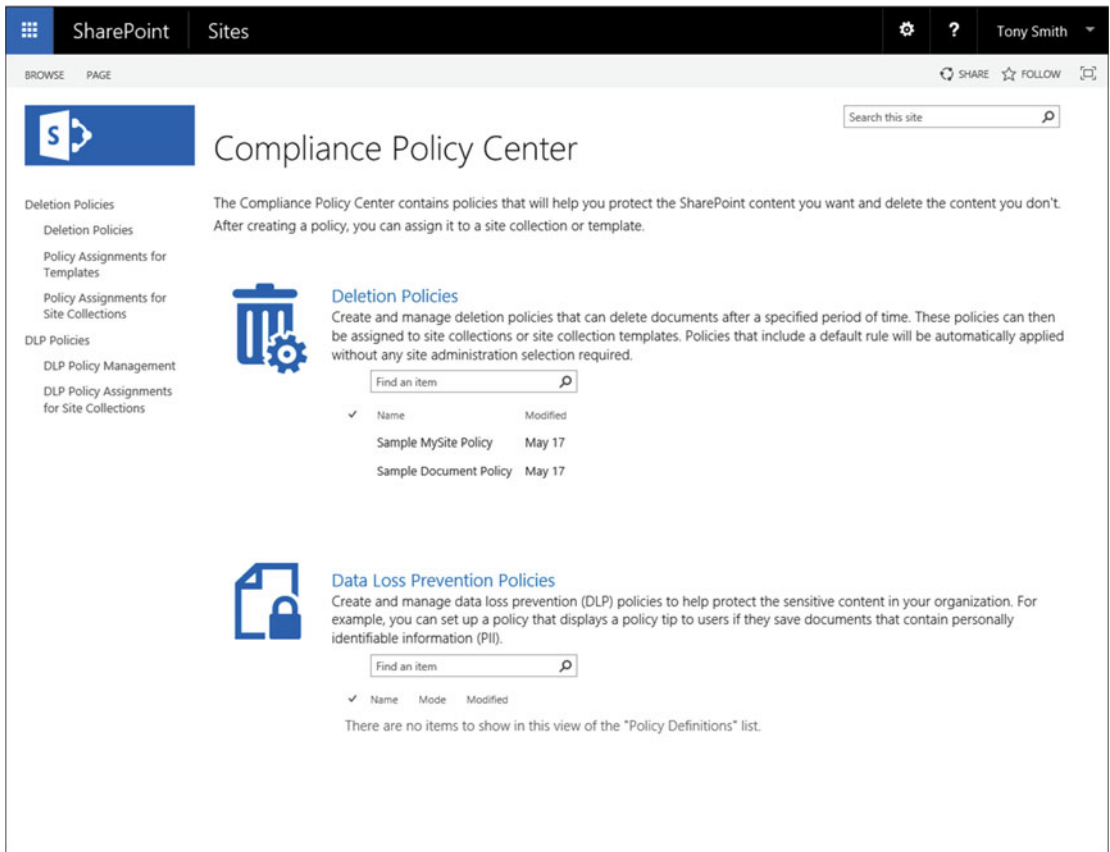 SharePoint Sites ? Tony Smith
BROWSE PAGE SHARE FOLLOW
S
Search this site
Compliance Policy Center
Deletion Policies
Deletion Policies
Policy Assignments for
Templates
Policy Assignments for
Site Collections
DLP Policies
DLP Policy Management
DLP Policy Assignments
for Site Collections
The Compliance Policy Center contains policies that will help you protect the SharePoint content you want and delete the content you don't.
After creating a policy, you can assign it to a site collection or template.
Deletion Policies
Create and manage deletion policies that can delete documents after a specified period of time. These policies can then
be assigned to site collections or site collection templates. Policies that include a default rule will be automatically applied
without any site administration selection required.
Find an item
Name Modified
Sample MySite Policy May 17
Sample Document Policy May 17
Data Loss Prevention Policies
Create and manage data loss prevention (DLP) policies to help protect the sensitive content in your organization. For
example, you can set up a policy that displays a policy tip to users if they save documents that contain personally
identifiable information (PII).
Find an item
Name Mode Modified
There are no items to show in this view of the "Policy Definitions" list.